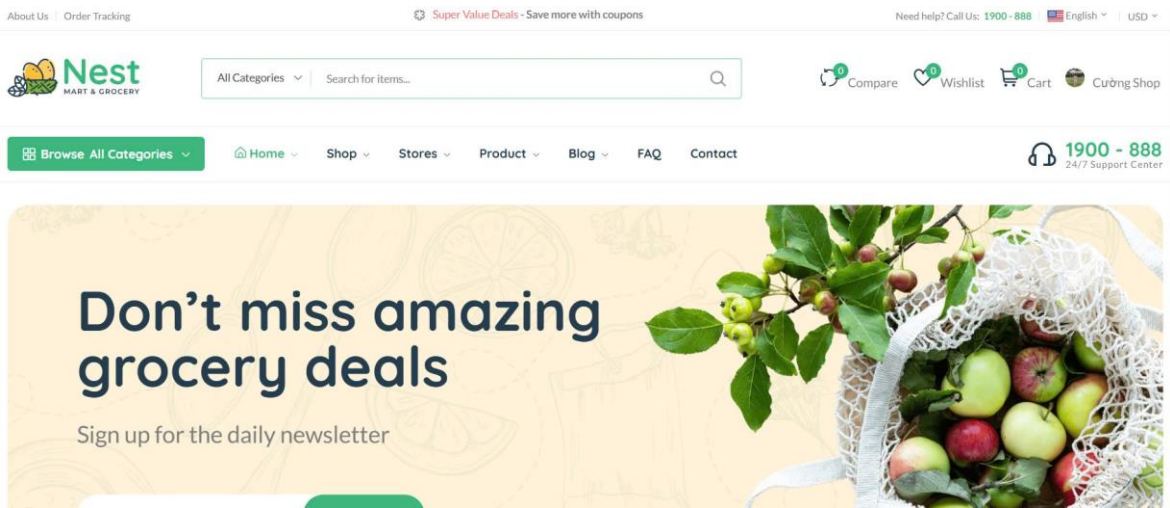 About Us
Order Tracking
Super Value Deals - Save more with coupons
Need help? Call Us: 1900 - 888
English
USD
Nest
MART & GROCERY
All Categories
Search for items...
0
Compare
0
Wishlist
0
Cart
Cường Shop
Browse All Categories
Home
Shop
Stores
Product
Blog
FAQ
Contact
1900 - 888
24/7 Support Center
Don't miss amazing
grocery deals
Sign up for the daily newsletter